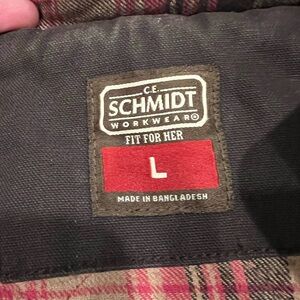 C.E.
SCHMIDT
WORKWEAR®
FIT FOR HER
L
MADE IN BANGLADESH